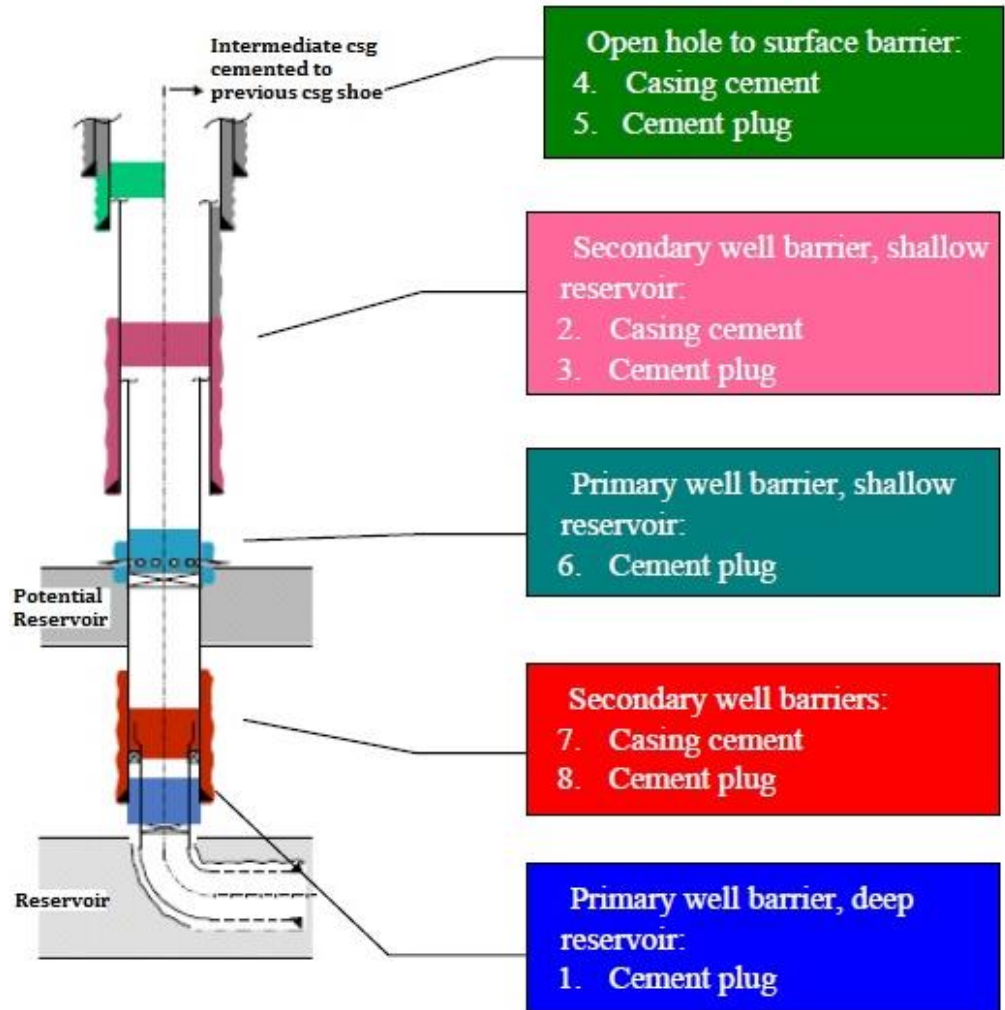 Intermediate csg
cemented to
previous csg shoe
Open hole to surface barrier:
4. Casing cement
5. Cement plug
Secondary well barrier, shallow
reservoir:
2. Casing cement
3. Cement plug
Primary well barrier, shallow
reservoir:
6. Cement plug
Potential
Reservoir
Secondary well barriers:
7. Casing cement
8. Cement plug
Reservoir
Primary well barrier, deep
reservoir:
1. Cement plug